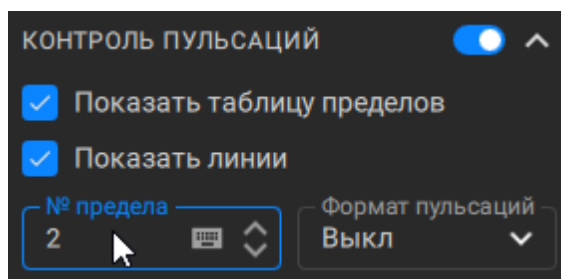 КОНТРОЛЬ ПУЛЬСАЦИЙ
Показать таблицу пределов
Показать линии
№ предела
Формат пульсаций
2
Выкл